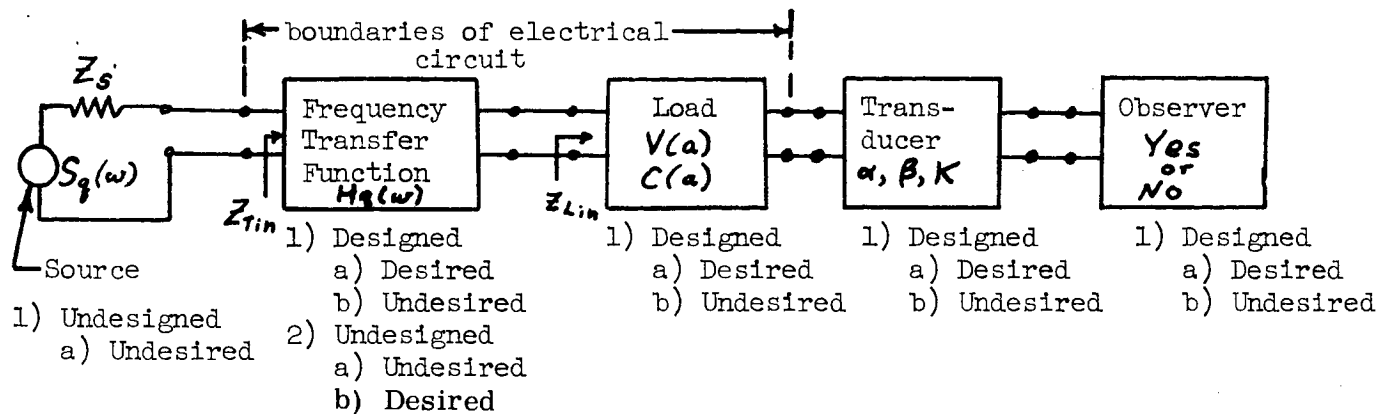 boundaries of electrical
circuit
Zs
Sq(ω)
Source
1) Undesigned
a) Undesired
ZTin
Frequency
Transfer
Function
Hq(ω)
1) Designed
a) Desired
b) Undesired
2) Undesigned
a) Undesired
b) Desired
ZLin
Load
V(a)
C(a)
1) Designed
a) Desired
b) Undesired
Trans-
ducer
α, β, K
1) Designed
a) Desired
b) Undesired
Observer
Yes
or
No
1) Designed
a) Desired
b) Undesired